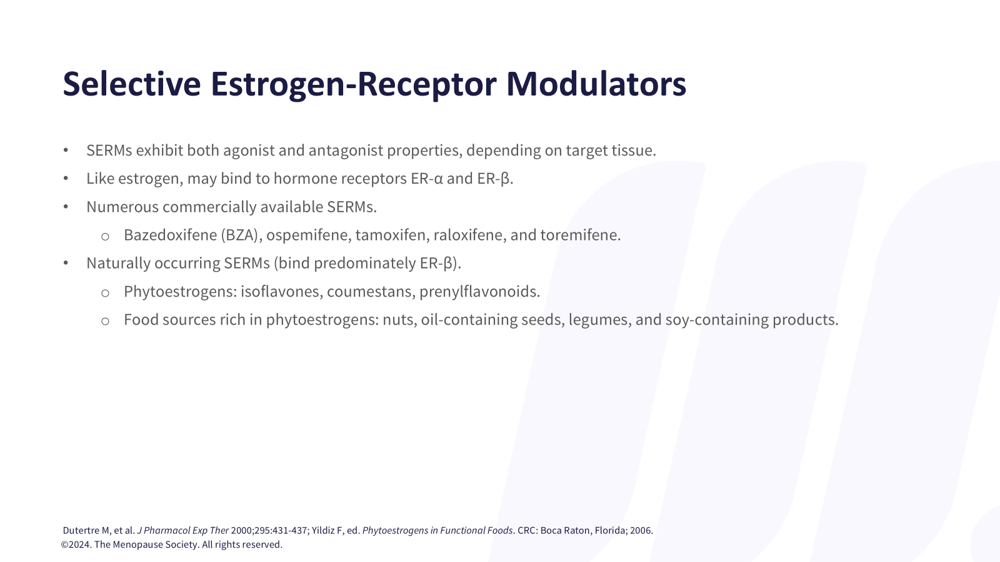 Selective Estrogen-Receptor Modulators
• SERMs exhibit both agonist and antagonist properties, depending on target tissue.
• Like estrogen, may bind to hormone receptors ER-α and ER-β.
• Numerous commercially available SERMs.
○ Bazedoxifene (BZA), ospemifene, tamoxifen, raloxifene, and toremifene.
• Naturally occurring SERMs (bind predominately ER-β).
○ Phytoestrogens: isoflavones, coumestans, prenylflavonoids.
○ Food sources rich in phytoestrogens: nuts, oil-containing seeds, legumes, and soy-containing products.
Dutertre M, et al. J Pharmacol Exp Ther 2000;295:431-437; Yildiz F, ed. Phytoestrogens in Functional Foods. CRC: Boca Raton, Florida; 2006.
©2024. The Menopause Society. All rights reserved.